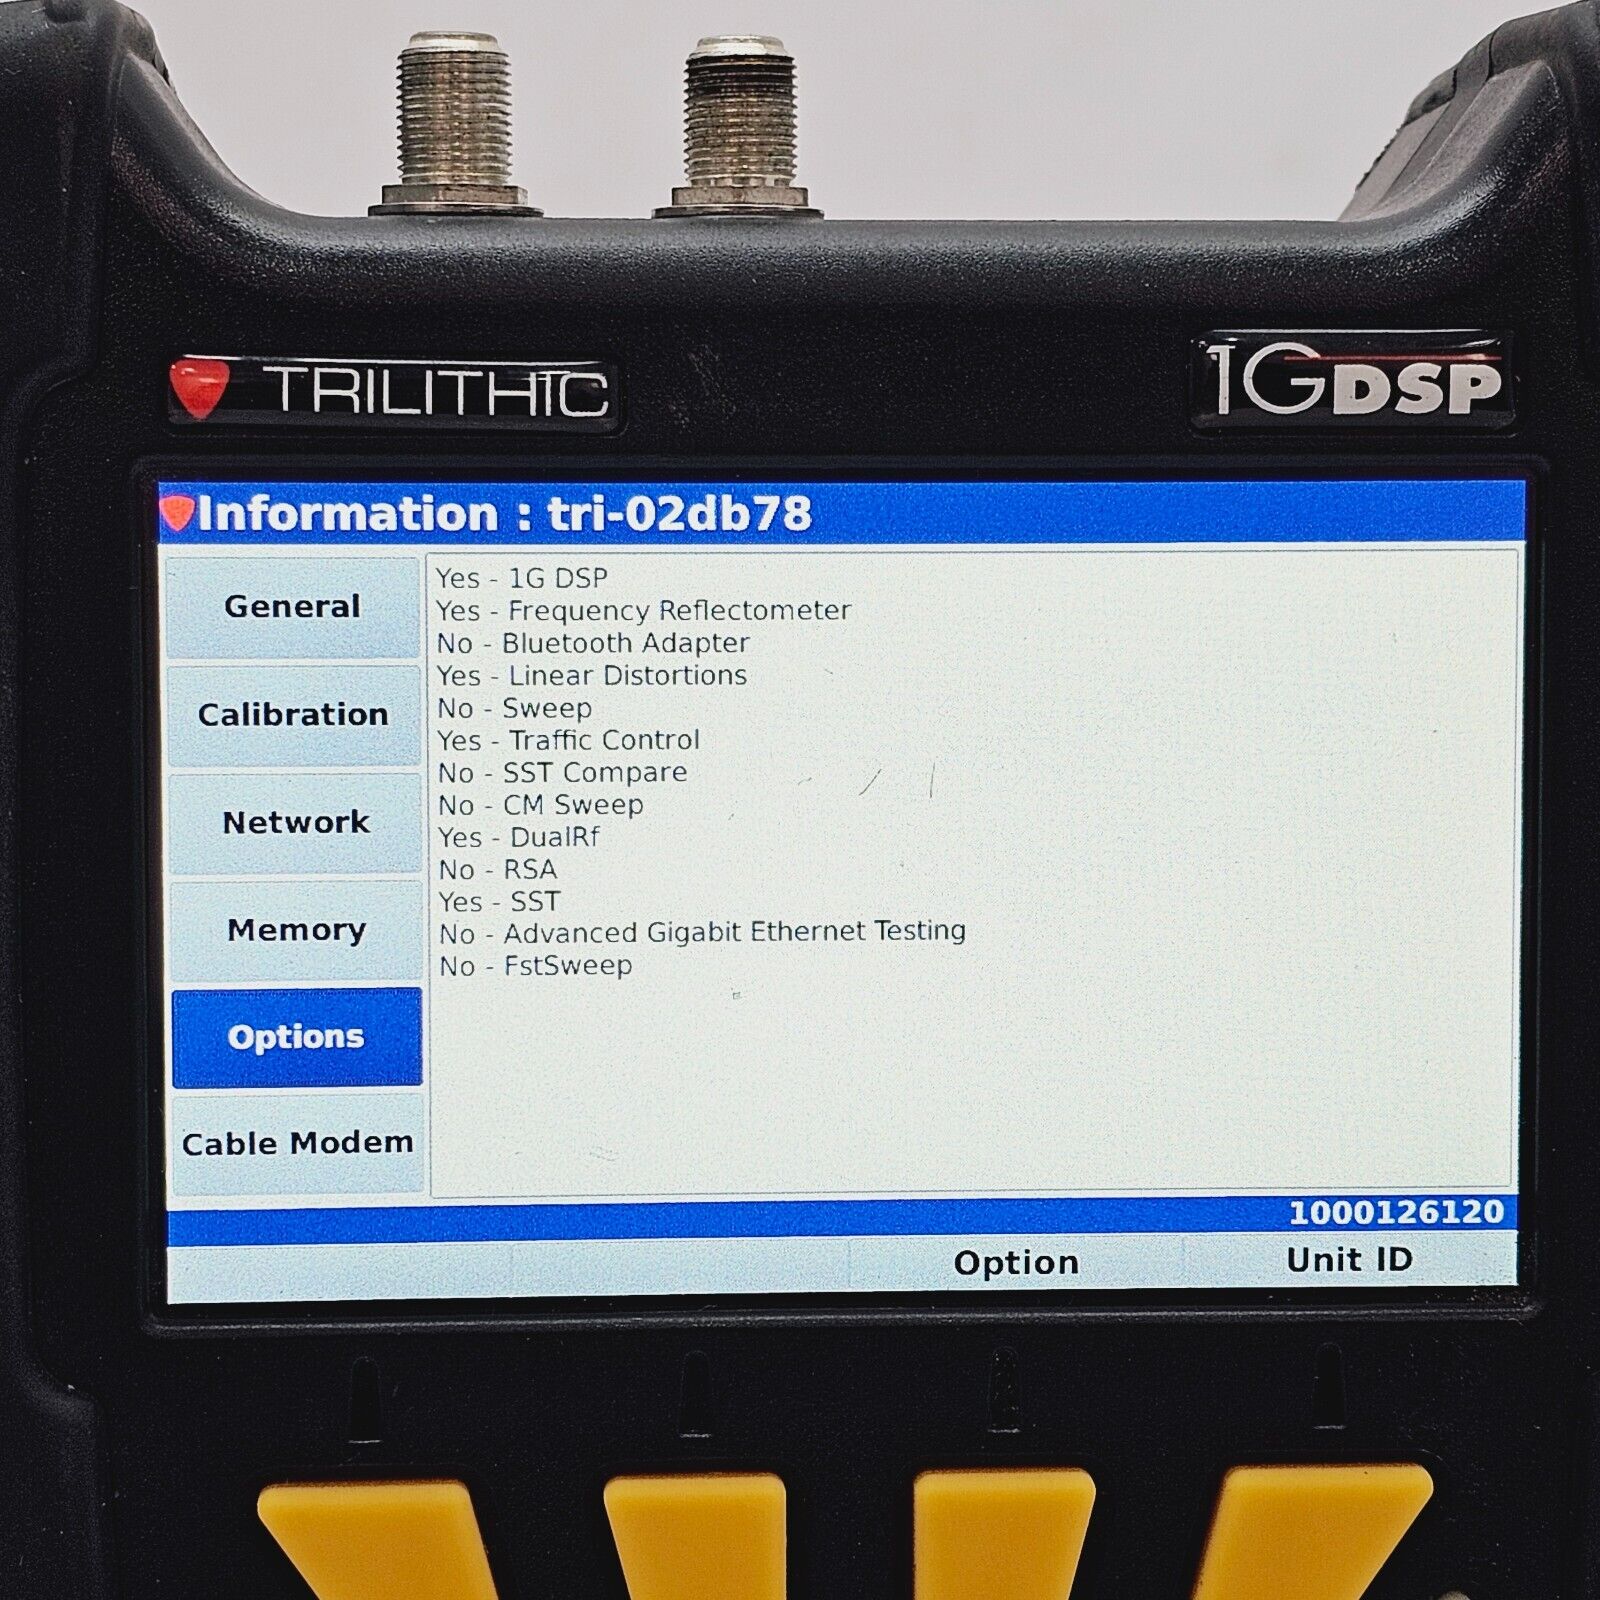 TRILITHIC
1GDSP
Information : tri-02db78
General
Calibration
Network
Memory
Options
Cable Modem
Yes - 1G DSP
Yes - Frequency Reflectometer
No - Bluetooth Adapter
Yes - Linear Distortions
No - Sweep
Yes - Traffic Control
No - SST Compare
No - CM Sweep
Yes - DualRf
No - RSA
Yes - SST
No - Advanced Gigabit Ethernet Testing
No - FstSweep
1000126120
Option
Unit ID